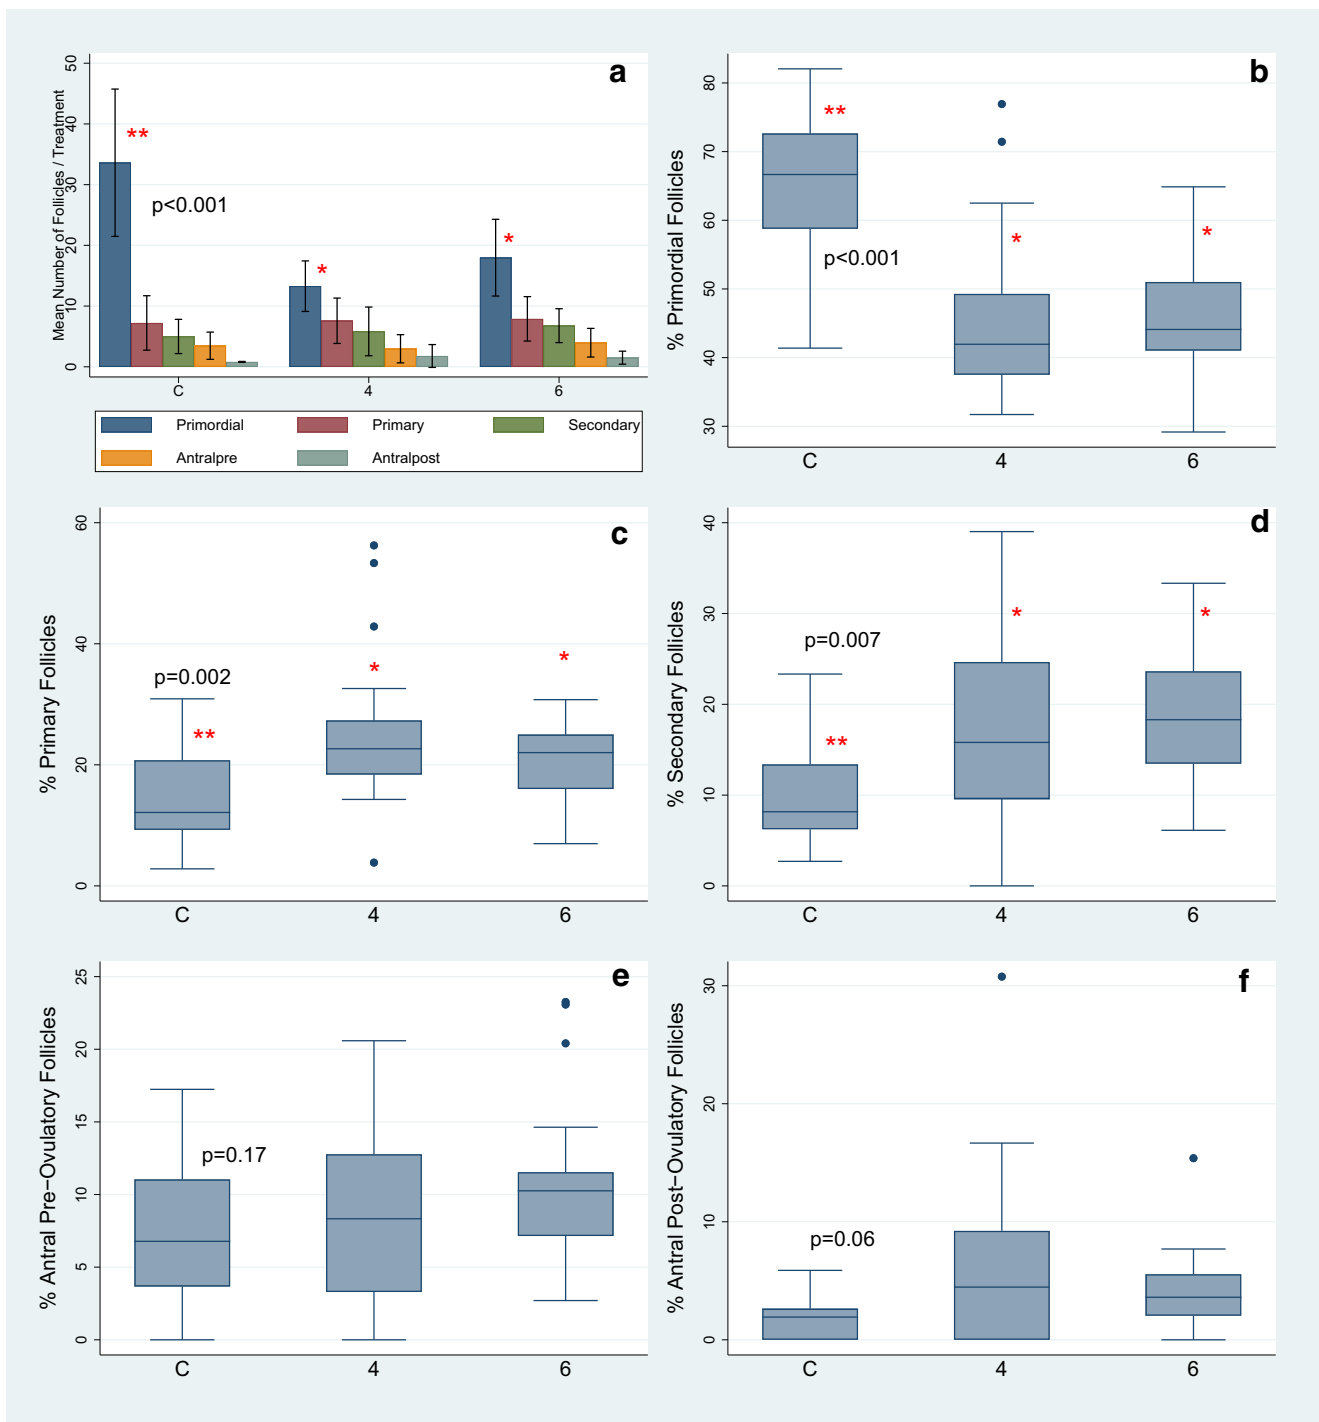 a
Mean Number of Follicles / Treatment
50
40
30
20
10
0
**
p<0.001
*
*
C
4
6
Primordial
Primary
Secondary
Antralpre
Antralpost
b
% Primordial Follicles
80
70
60
50
40
30
**
p<0.001
*
*
C
4
6
c
% Primary Follicles
60
40
20
0
p=0.002
**
*
*
C
4
6
d
% Secondary Follicles
40
30
20
10
0
p=0.007
**
*
*
C
4
6
e
% Antral Pre−Ovulatory Follicles
25
20
15
10
5
0
p=0.17
C
4
6
f
% Antral Post−Ovulatory Follicles
30
20
10
0
p=0.06
C
4
6